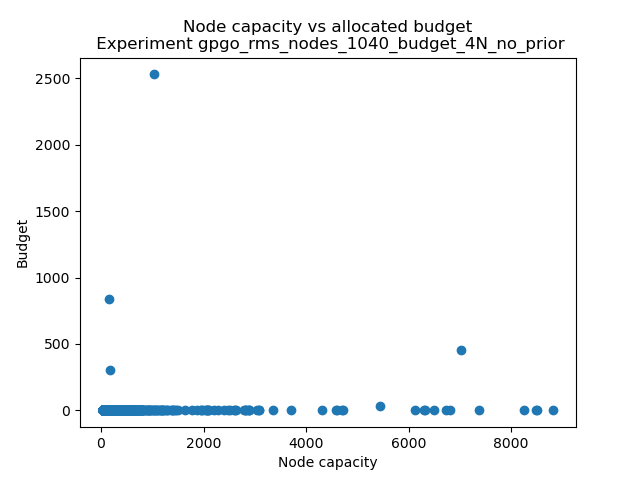 Node capacity vs allocated budget
Experiment gpgo_rms_nodes_1040_budget_4N_no_prior
2500
2000
1500
1000
500
0
Budget
0 2000 4000 6000 8000
Node capacity